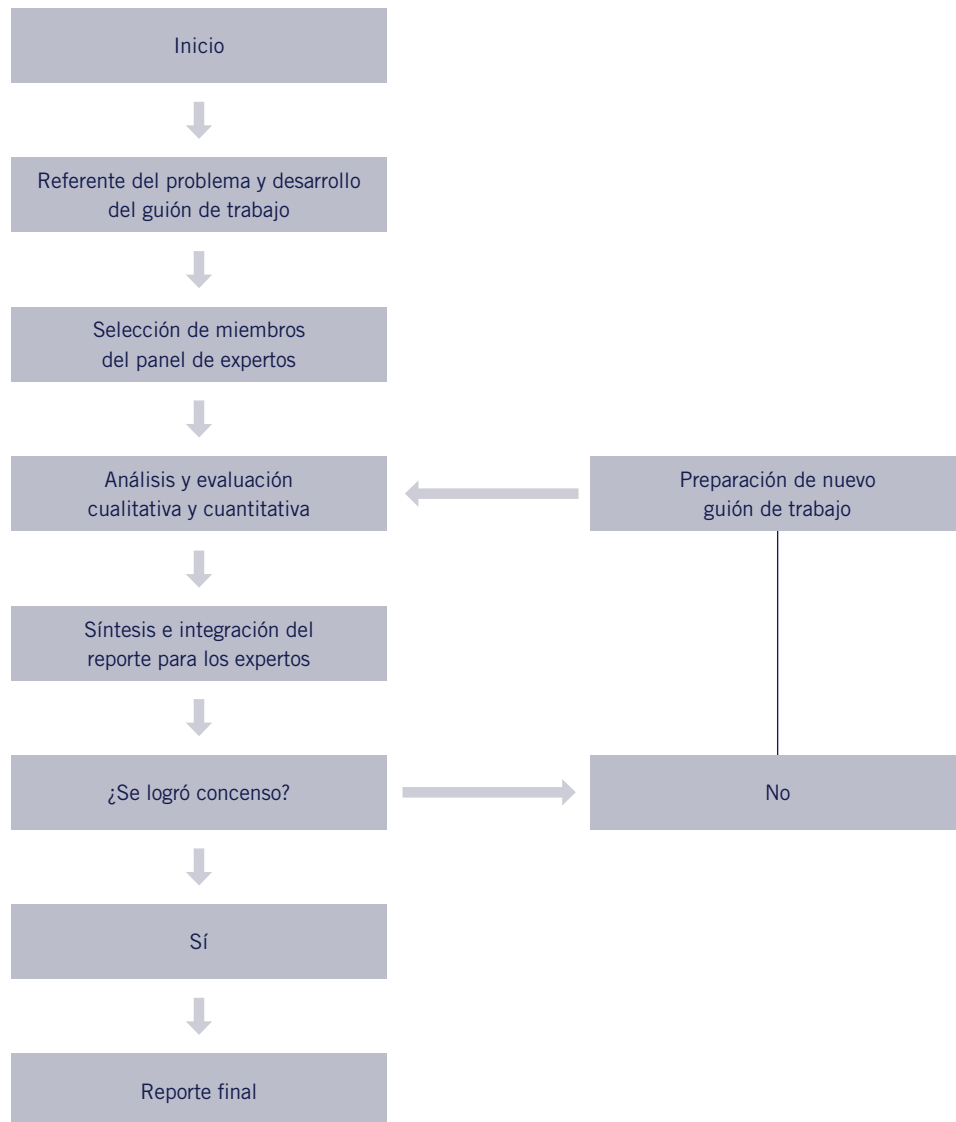 Inicio
Referente del problema y desarrollo
del guión de trabajo
Selección de miembros
del panel de expertos
Análisis y evaluación
cualitativa y cuantitativa
Preparación de nuevo
guión de trabajo
Síntesis e integración del
reporte para los expertos
¿Se logró concenso?
No
Sí
Reporte final